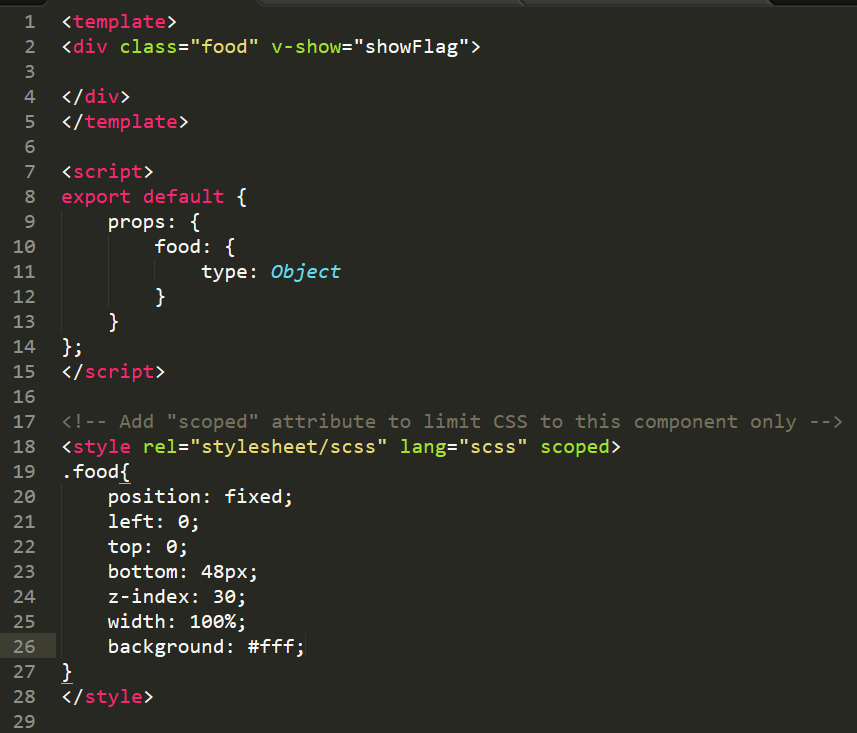 1 <template>
2 <div class="food" v-show="showFlag">
3
4 </div>
5 </template>
6
7 <script>
8 export default {
9     props: {
10         food: {
11             type: Object
12         }
13     }
14 };
15 </script>
16
17 <!-- Add "scoped" attribute to limit CSS to this component only -->
18 <style rel="stylesheet/scss" lang="scss" scoped>
19 .food{
20     position: fixed;
21     left: 0;
22     top: 0;
23     bottom: 48px;
24     z-index: 30;
25     width: 100%;
26     background: #fff;
27 }
28 </style>
29